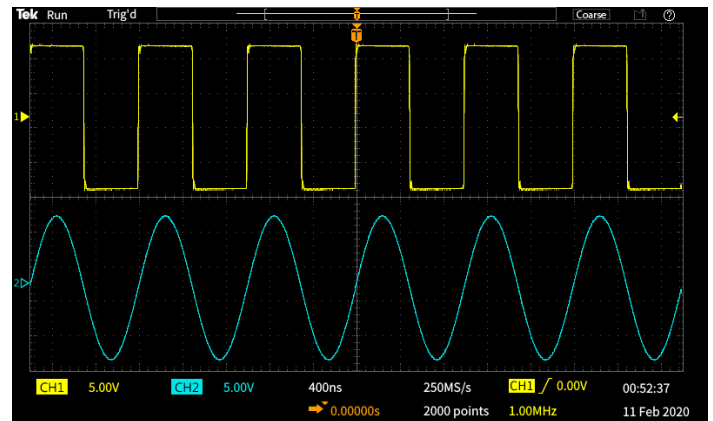 Tek Run Trig'd [ T ] Coarse ?
T
1
2
CH1 5.00V CH2 5.00V 400ns 250MS/s CH1 0.00V 00:52:37
0.00000s 2000 points 1.00MHz 11 Feb 2020